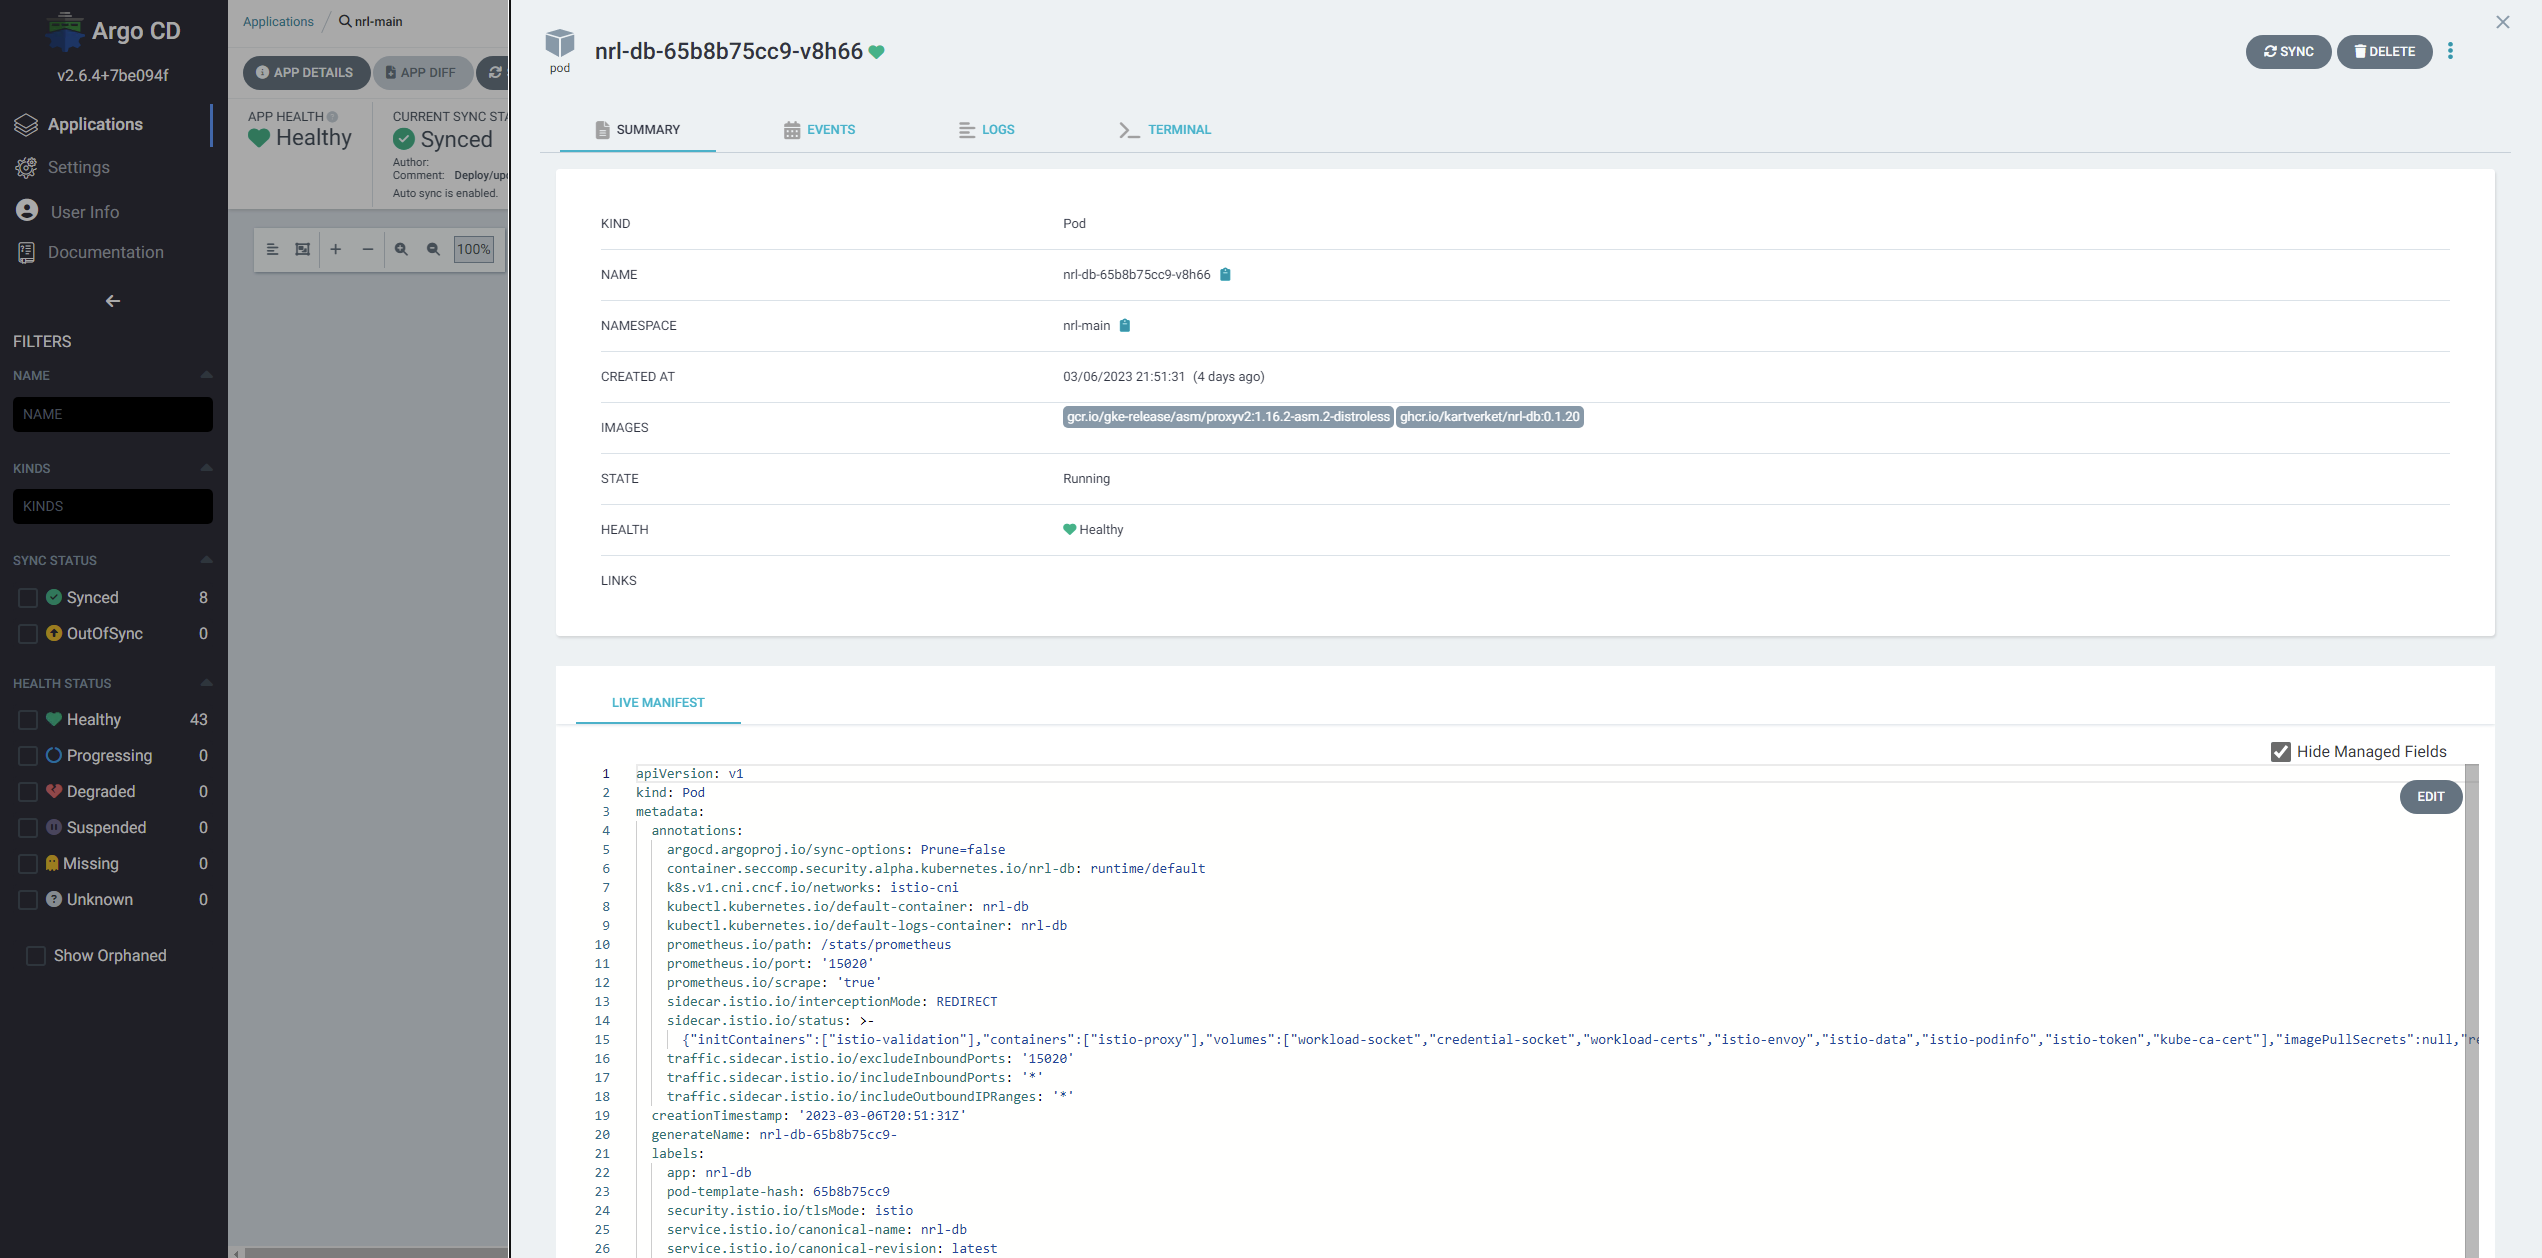 Argo CD
v2.6.4+7be094f
Applications
Settings
User Info
Documentation
FILTERS
NAME
NAME
KINDS
KINDS
SYNC STATUS
Synced 8
OutOfSync 0
HEALTH STATUS
Healthy 43
Progressing 0
Degraded 0
Suspended 0
Missing 0
Unknown 0
Show Orphaned
Applications / nrl-main
APP DETAILS APP DIFF
APP HEALTH
Healthy
CURRENT SYNC STA
Synced
Author:
Comment: Deploy/upd
Auto sync is enabled.
100%
pod
nrl-db-65b8b75cc9-v8h66
SYNC DELETE
SUMMARY EVENTS LOGS TERMINAL
KIND Pod
NAME nrl-db-65b8b75cc9-v8h66
NAMESPACE nrl-main
CREATED AT 03/06/2023 21:51:31 (4 days ago)
IMAGES gcr.io/gke-release/asm/proxyv2:1.16.2-asm.2-distroless ghcr.io/kartverket/nrl-db:0.1.20
STATE Running
HEALTH Healthy
LINKS
LIVE MANIFEST
Hide Managed Fields
EDIT
1 apiVersion: v1
2 kind: Pod
3 metadata:
4 annotations:
5 argocd.argoproj.io/sync-options: Prune=false
6 container.seccomp.security.alpha.kubernetes.io/nrl-db: runtime/default
7 k8s.v1.cni.cncf.io/networks: istio-cni
8 kubectl.kubernetes.io/default-container: nrl-db
9 kubectl.kubernetes.io/default-logs-container: nrl-db
10 prometheus.io/path: /stats/prometheus
11 prometheus.io/port: '15020'
12 prometheus.io/scrape: 'true'
13 sidecar.istio.io/interceptionMode: REDIRECT
14 sidecar.istio.io/status: >-
15 {"initContainers":["istio-validation"],"containers":["istio-proxy"],"volumes":["workload-socket","credential-socket","workload-certs","istio-envoy","istio-data","istio-podinfo","istio-token","kube-ca-cert"],"imagePullSecrets":null,"re
16 traffic.sidecar.istio.io/excludeInboundPorts: '15020'
17 traffic.sidecar.istio.io/includeInboundPorts: '*'
18 traffic.sidecar.istio.io/includeOutboundIPRanges: '*'
19 creationTimestamp: '2023-03-06T20:51:31Z'
20 generateName: nrl-db-65b8b75cc9-
21 labels:
22 app: nrl-db
23 pod-template-hash: 65b8b75cc9
24 security.istio.io/tlsMode: istio
25 service.istio.io/canonical-name: nrl-db
26 service.istio.io/canonical-revision: latest